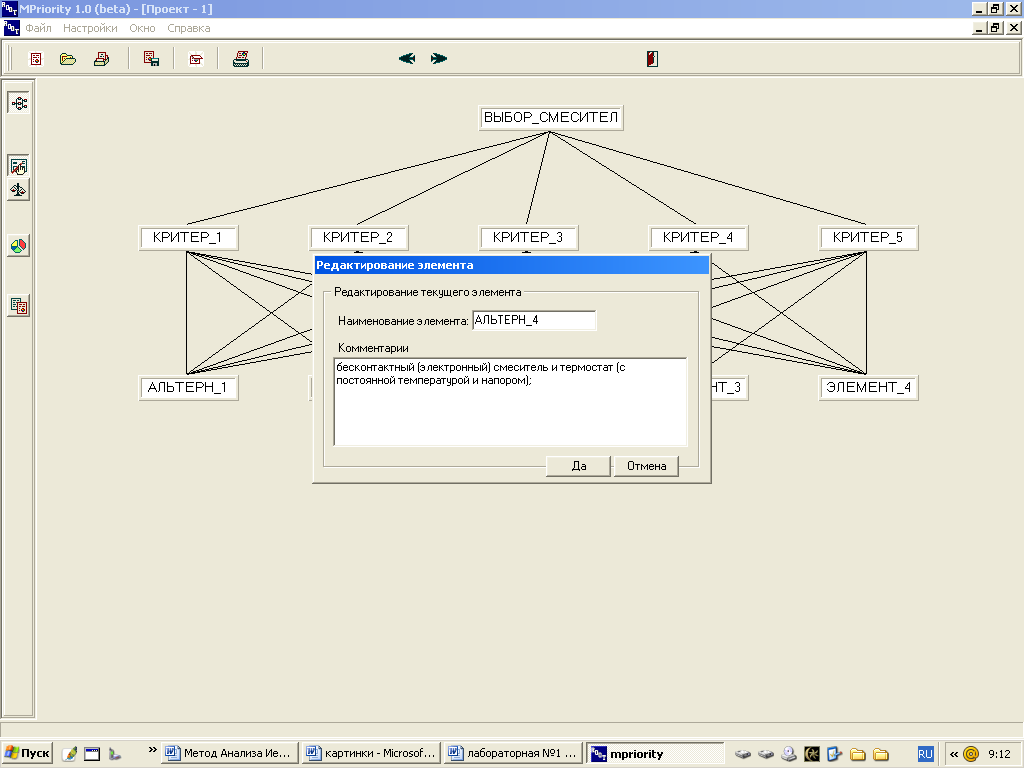 MPriority 1.0 (beta) - [Проект - 1]
Файл Настройки Окно Справка
ВЫБОР_СМЕСИТЕЛ
КРИТЕР_1 КРИТЕР_2 КРИТЕР_3 КРИТЕР_4 КРИТЕР_5
Редактирование элемента
Редактирование текущего элемента
Наименование элемента: АЛЬТЕРН_4
Комментарии
бесконтактный (электронный) смеситель и термостат (с
постоянной температурой и напором);
АЛЬТЕРН_1 НТ_3 ЭЛЕМЕНТ_4
Да Отмена
Пуск » Метод Анализа Ие... картинки - Microsof... лабораторная №1 ... mpriority RU « 9:12